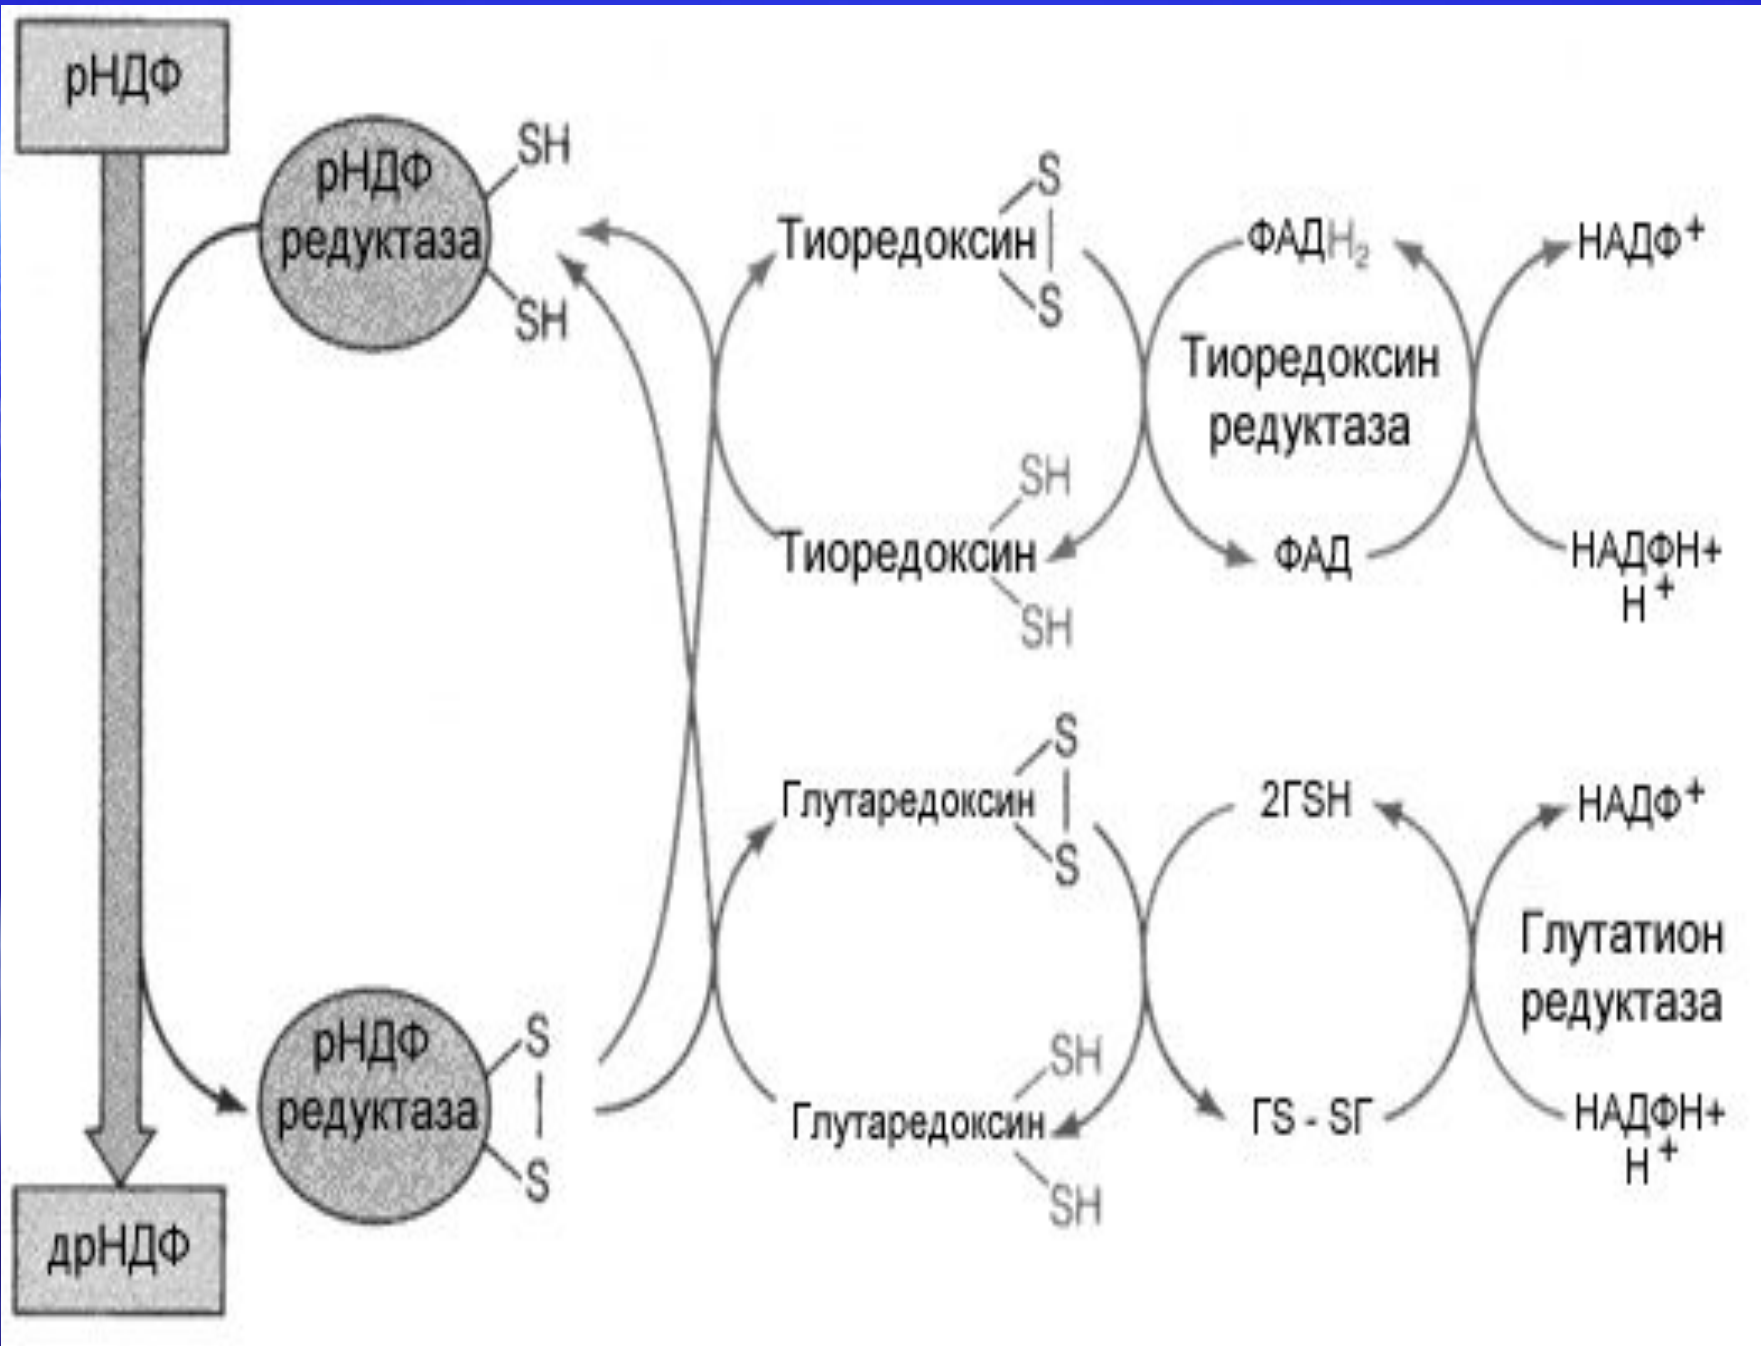 рНДФ
рНДФ
редуктаза
SH
SH
Тиоредоксин
S
S
ФАДH₂
НАДФ⁺
Тиоредоксин
редуктаза
Тиоредоксин
SH
SH
ФАД
НАДФН+
Н⁺
Глутаредоксин
S
S
2ГSH
НАДФ⁺
Глутатион
редуктаза
рНДФ
редуктаза
S
S
Глутаредоксин
SH
SH
ГS - SГ
НАДФН+
Н⁺
дрНДФ